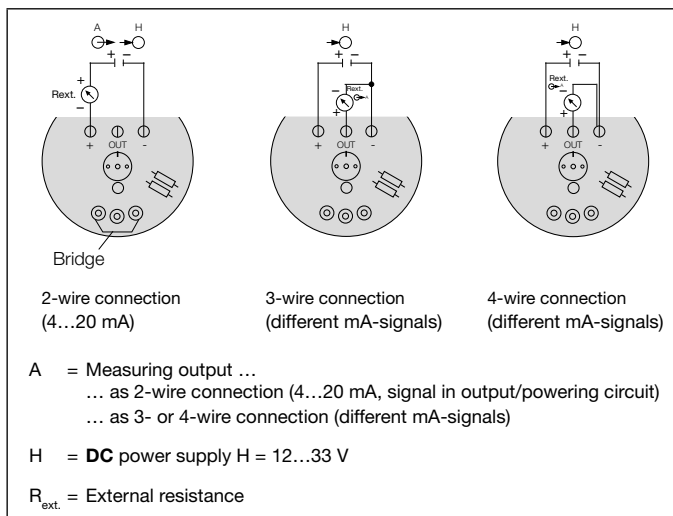 A H
+ −
+
Rext.
−
+ OUT -
Bridge
2-wire connection
(4…20 mA)
H
+ −
−
Rext.
A
+
+ OUT -
3-wire connection
(different mA-signals)
H
+ −
Rext.
A −
+
+ OUT -
4-wire connection
(different mA-signals)
A = Measuring output …
… as 2-wire connection (4…20 mA, signal in output/powering circuit)
… as 3- or 4-wire connection (different mA-signals)
H = DC power supply H = 12…33 V
Rext. = External resistance